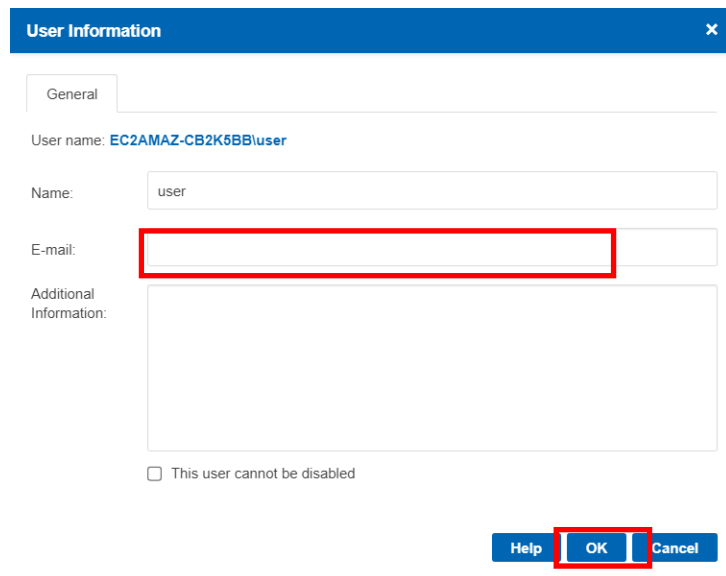 User Information
General
User name: EC2AMAZ-CB2K5BB\user
Name:
user
E-mail:
Additional
Information:
This user cannot be disabled
Help
OK
Cancel